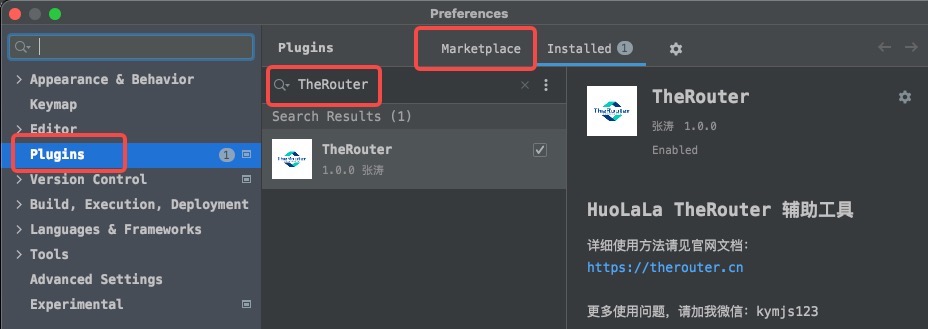 Preferences
Plugins
Marketplace
Installed 1
Appearance & Behavior
Keymap
Editor
Plugins 1
Version Control
Build, Execution, Deployment
Languages & Frameworks
Tools
Advanced Settings
Experimental
TheRouter
Search Results (1)
TheRouter
TheRouter
1.0.0 张涛
TheRouter
TheRouter
张涛 1.0.0
Enabled
HuoLaLa TheRouter 辅助工具
详细使用方法请见官网文档：
https://therouter.cn
更多使用问题，请加我微信：kymjs123